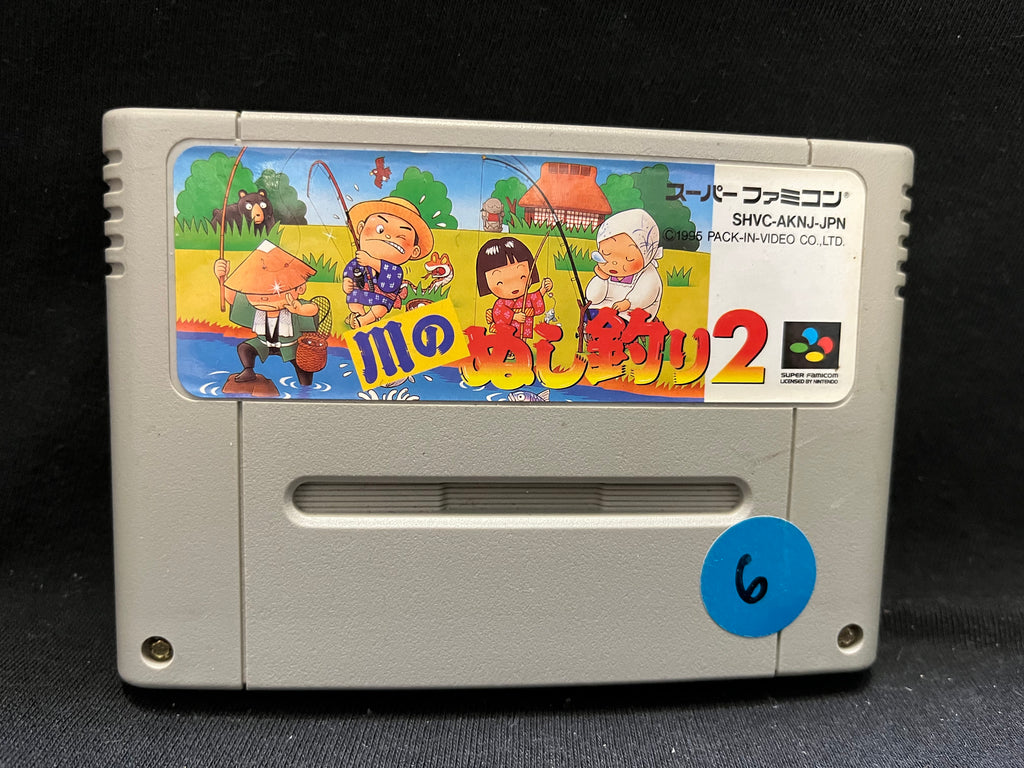 スーパーファミコン®
SHVC-AKNJ-JPN
©1995 PACK-IN-VIDEO CO.,LTD.
川の
ぬし釣り2
SUPER FAMICOM
LICENSED BY NINTENDO
6